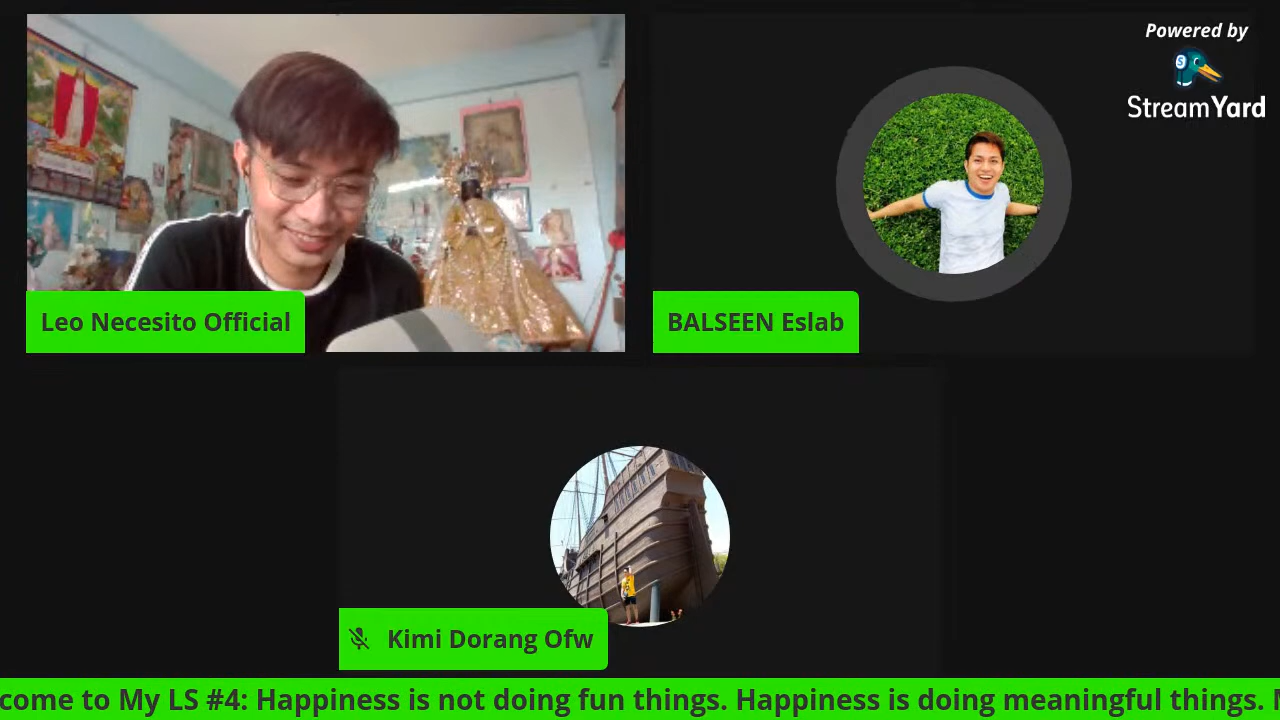 Powered by
StreamYard
Leo Necesito Official
BALSEEN Eslab
Kimi Dorang Ofw
come to My LS #4: Happiness is not doing fun things. Happiness is doing meaningful things.